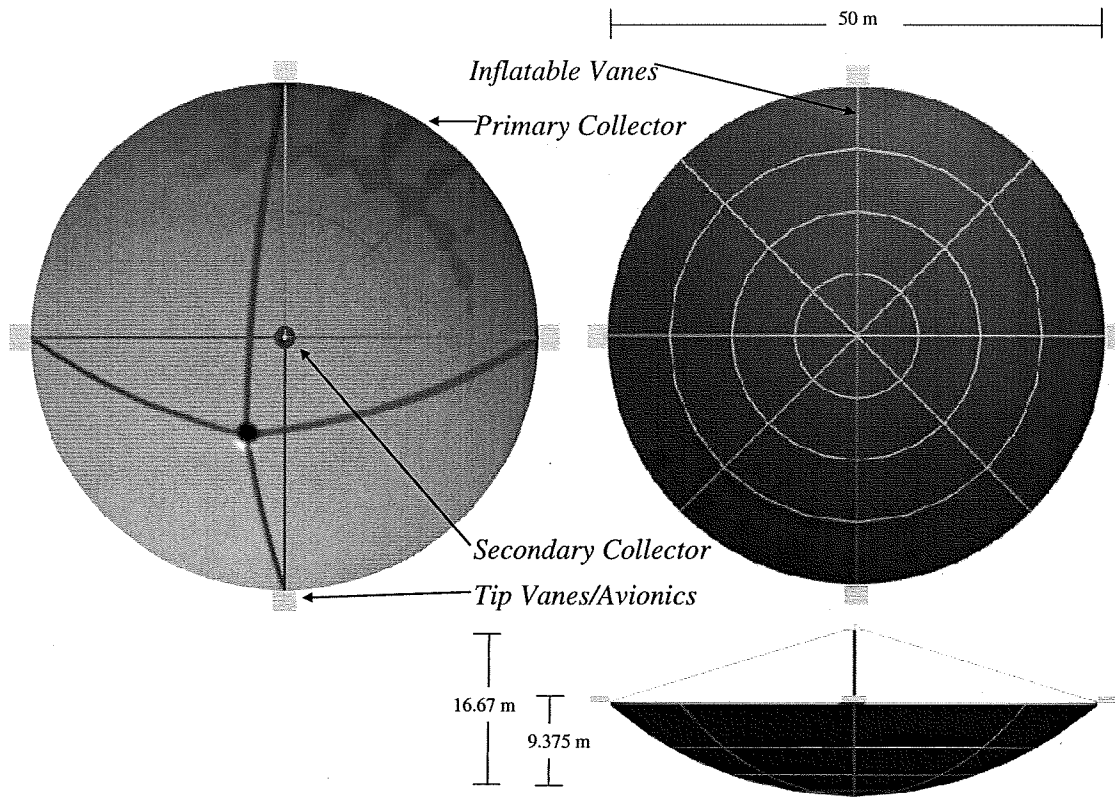 50 m
Inflatable Vanes
Primary Collector
Secondary Collector
Tip Vanes/Avionics
16.67 m
9.375 m